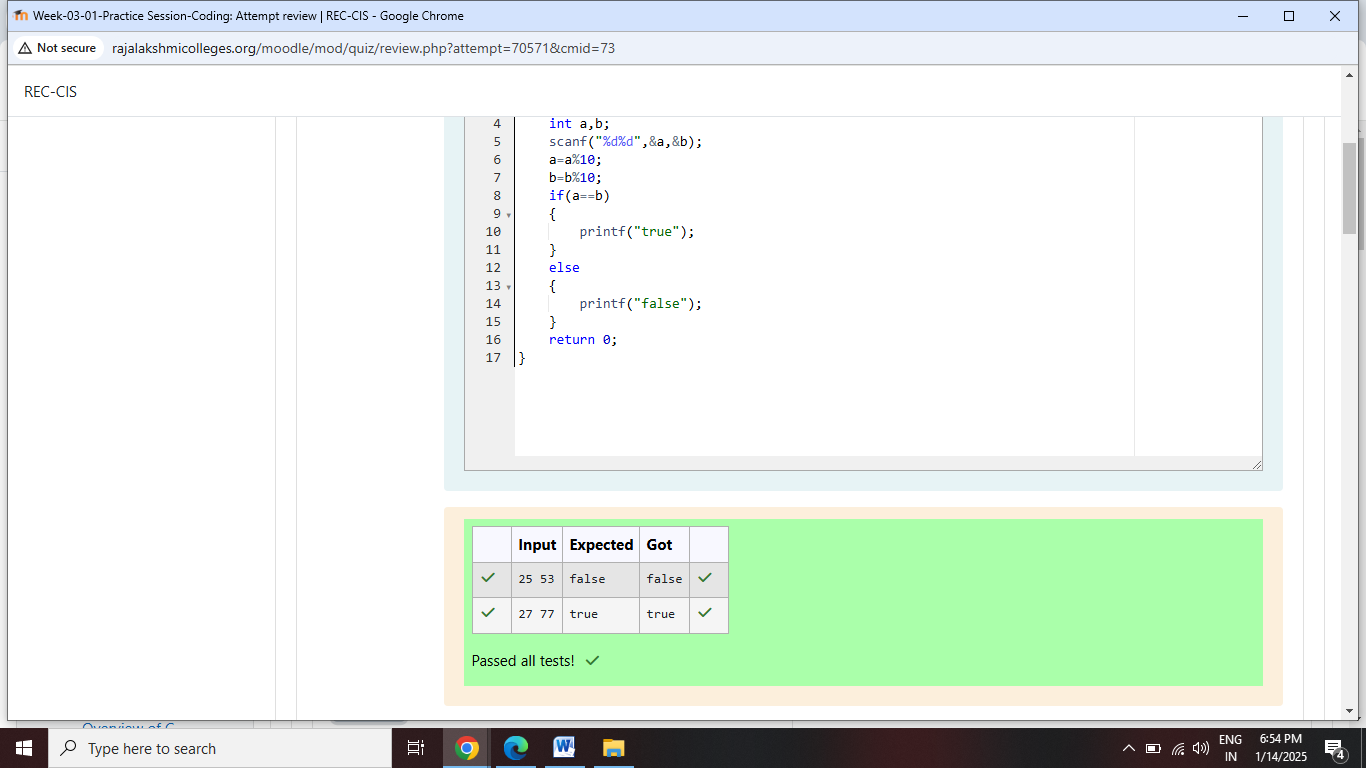 Week-03-01-Practice Session-Coding: Attempt review | REC-CIS - Google Chrome
Not secure rajalakshmicolleges.org/moodle/mod/quiz/review.php?attempt=70571&cmid=73
REC-CIS
4 int a,b;
5 scanf("%d%d",&a,&b);
6 a=a%10;
7 b=b%10;
8 if(a==b)
9 {
10 printf("true");
11 }
12 else
13 {
14 printf("false");
15 }
16 return 0;
17 }
Input Expected Got
25 53 false false
27 77 true true
Passed all tests!
Overview of C
Type here to search
ENG 6:54 PM
IN 1/14/2025
4